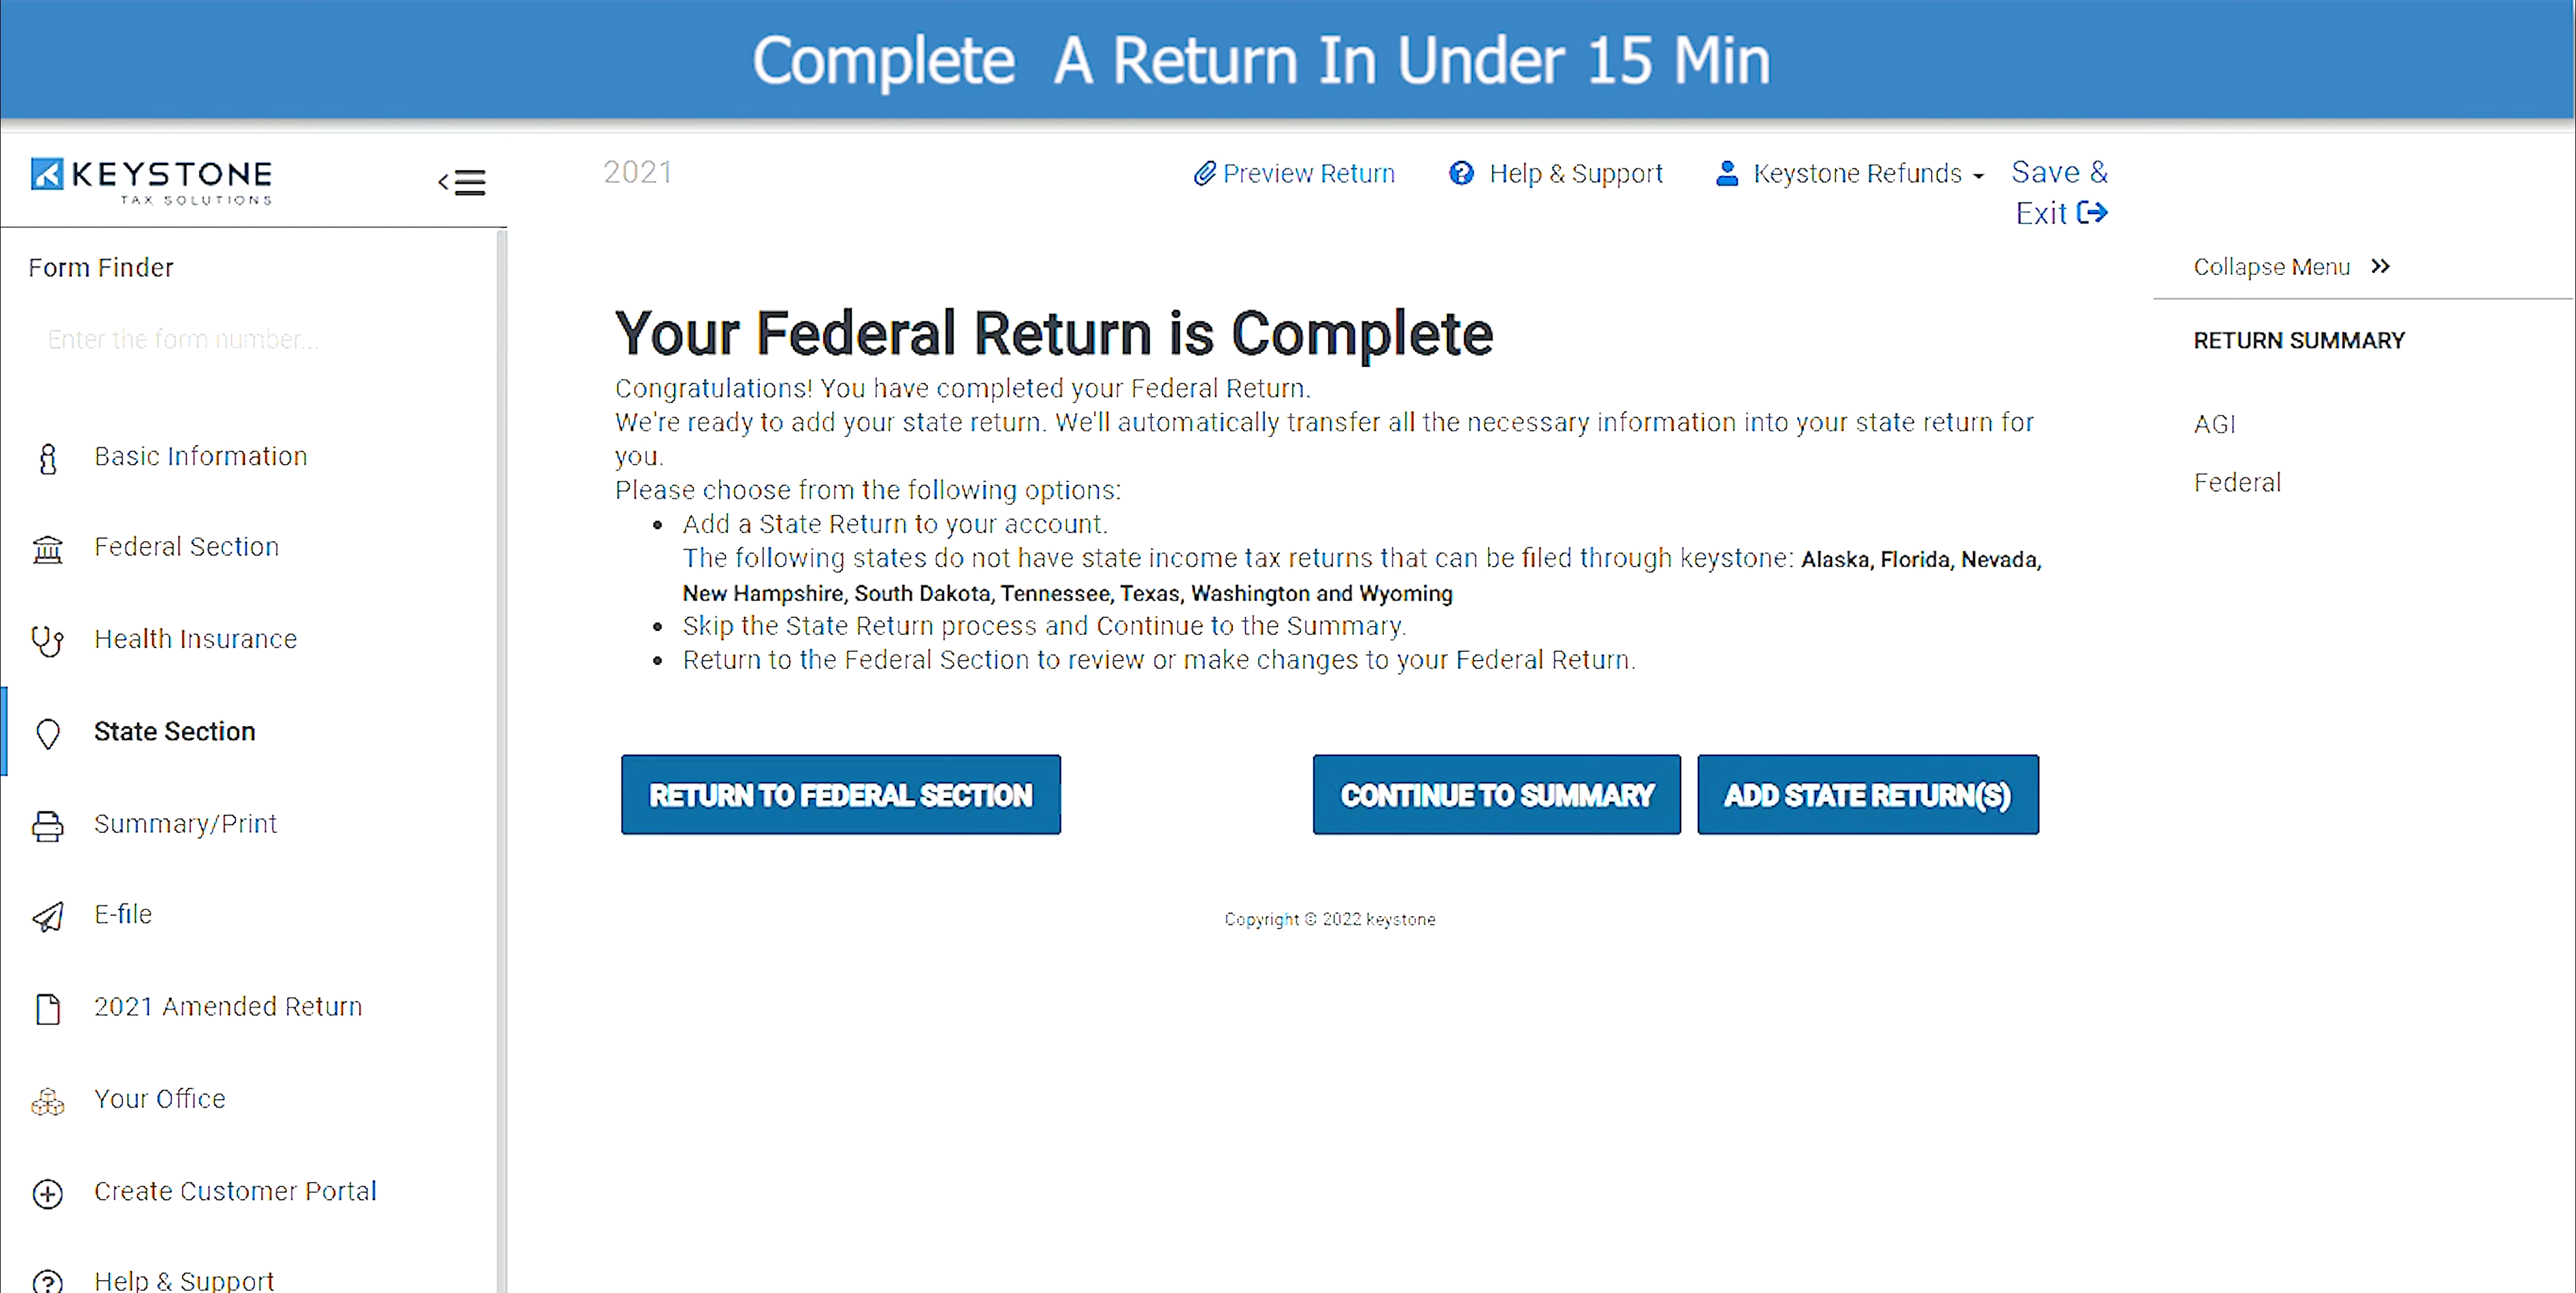 Complete A Return In Under 15 Min
KEYSTONE
TAX SOLUTIONS
2021
Preview Return
Help & Support
Keystone Refunds
Save &
Exit
Form Finder
Enter the form number...
Basic Information
Federal Section
Health Insurance
State Section
Summary/Print
E-file
2021 Amended Return
Your Office
Create Customer Portal
Help & Support
Your Federal Return is Complete
Congratulations! You have completed your Federal Return.
We're ready to add your state return. We'll automatically transfer all the necessary information into your state return for
you.
Please choose from the following options:
• Add a State Return to your account.
The following states do not have state income tax returns that can be filed through keystone: Alaska, Florida, Nevada,
New Hampshire, South Dakota, Tennessee, Texas, Washington and Wyoming
• Skip the State Return process and Continue to the Summary.
• Return to the Federal Section to review or make changes to your Federal Return.
RETURN TO FEDERAL SECTION
CONTINUE TO SUMMARY
ADD STATE RETURN(S)
Copyright © 2022 keystone
Collapse Menu »
RETURN SUMMARY
AGI
Federal